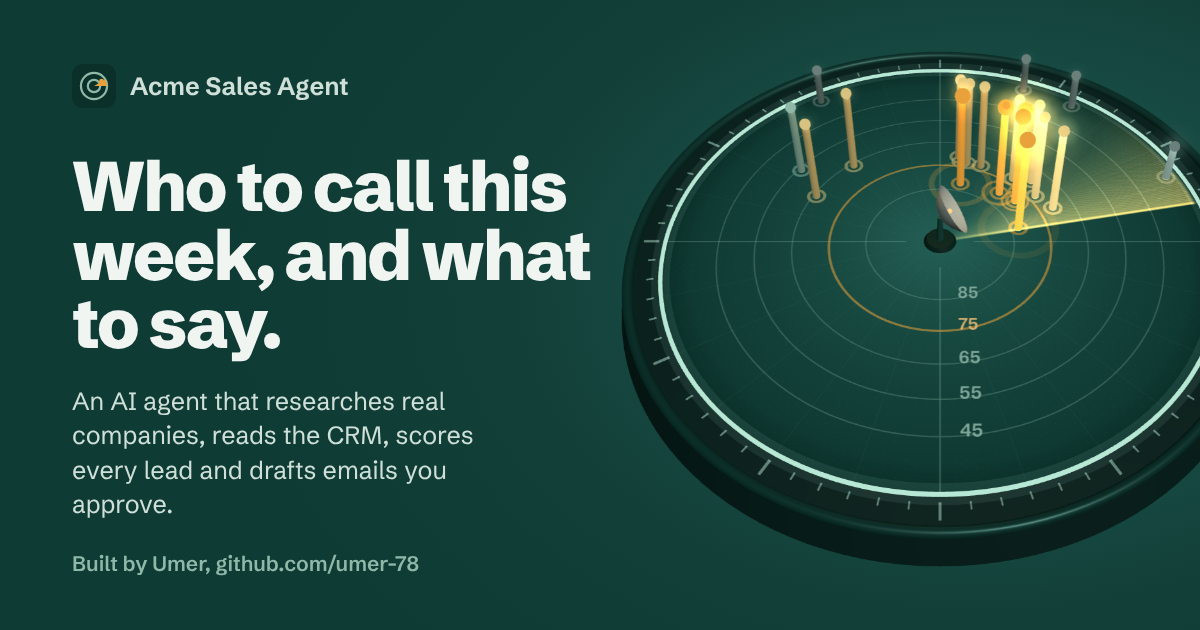 Acme Sales Agent
Who to call this
week, and what
to say.
An AI agent that researches real
companies, reads the CRM, scores
every lead and drafts emails you
approve.
Built by Umer, github.com/umer-78
85
75
65
55
45